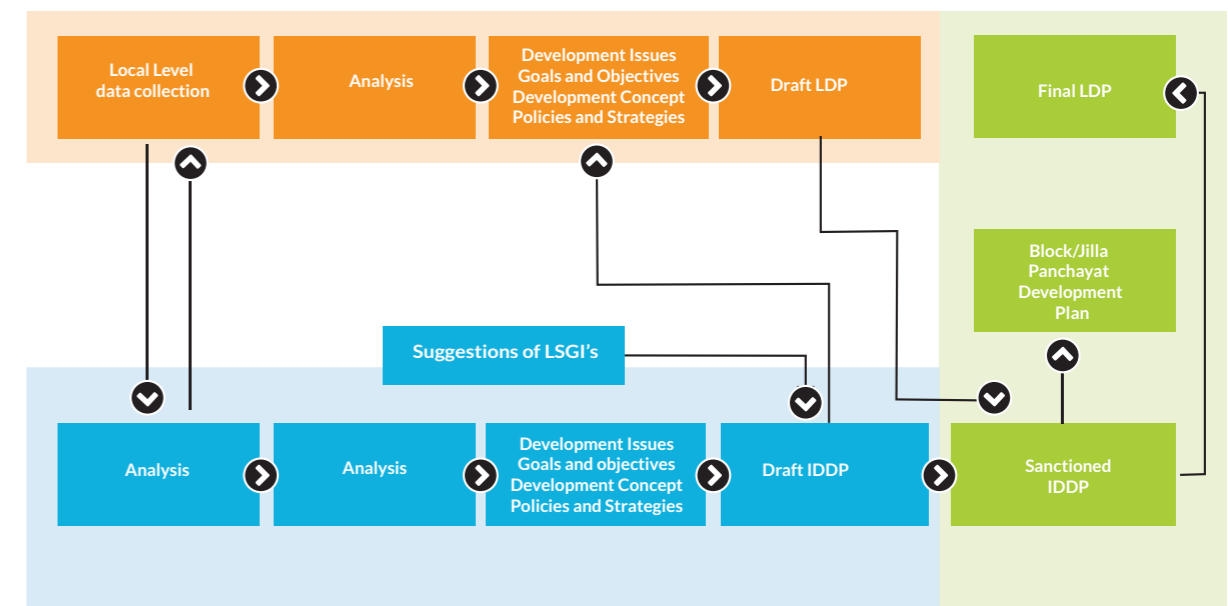 Local Level
data collection
Analysis
Development Issues
Goals and Objectives
Development Concept
Policies and Strategies
Draft LDP
Final LDP
Block/Jilla
Panchayat
Development
Plan
Suggestions of LSGI's
Analysis
Analysis
Development Issues
Goals and objectives
Development Concept
Policies and Strategies
Draft IDDP
Sanctioned
IDDP